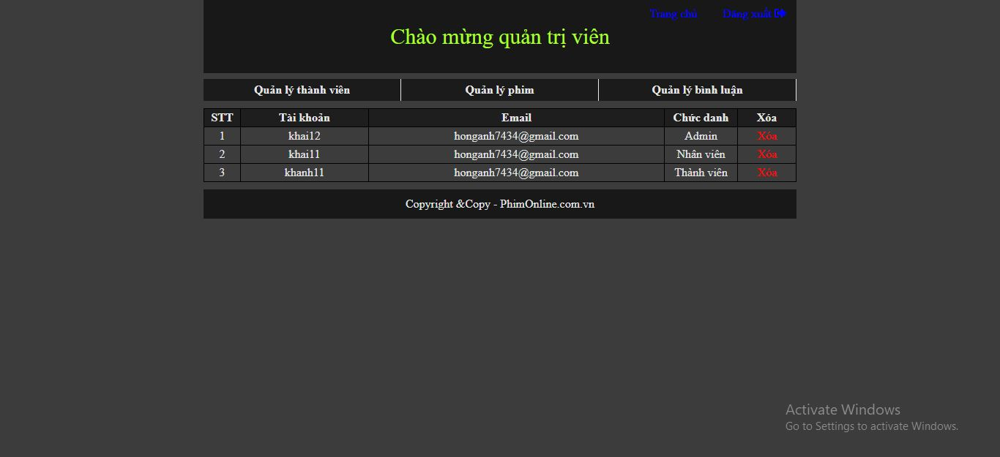 Trang chủ Đăng xuất
Chào mừng quản trị viên
Quản lý thành viên Quản lý phim Quản lý bình luận
STT Tài khoản Email Chức danh Xóa
1 khai12 honganh7434@gmail.com Admin Xóa
2 khai11 honganh7434@gmail.com Nhân viên Xóa
3 khanh11 honganh7434@gmail.com Thành viên Xóa
Copyright &Copy - PhimOnline.com.vn
Activate Windows
Go to Settings to activate Windows.